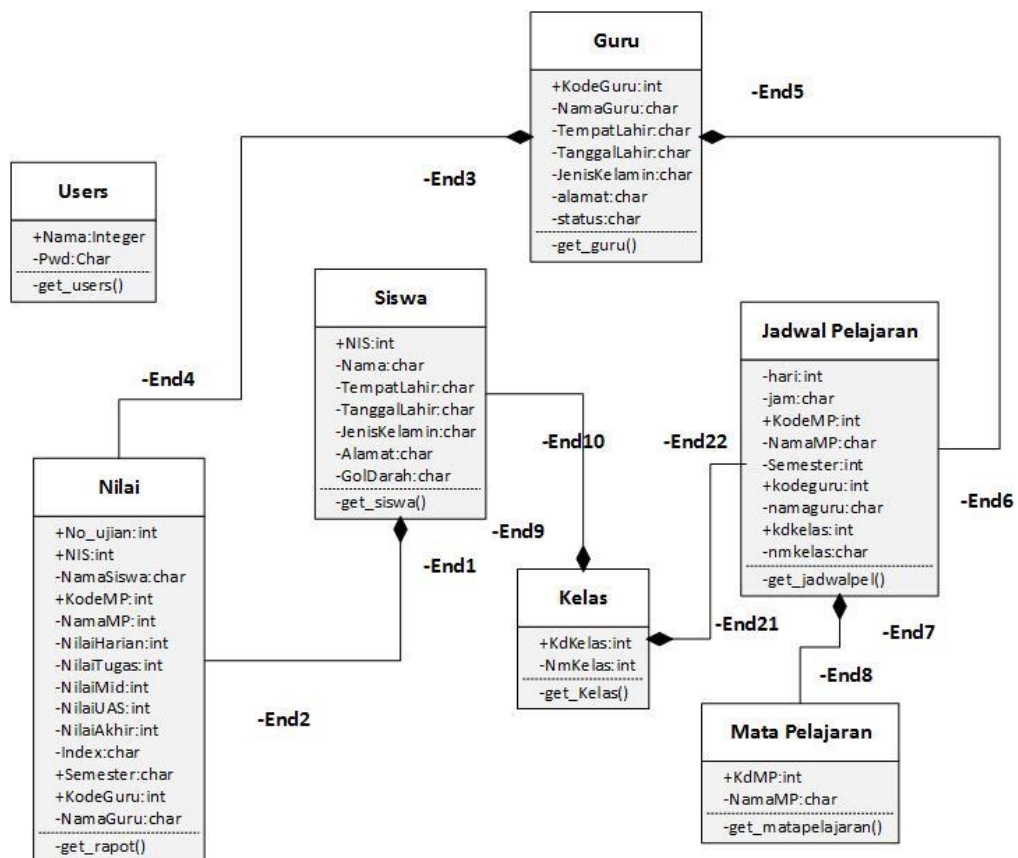 Guru
+KodeGuru:int
-NamaGuru:char
-TempatLahir:char
-TanggalLahir:char
-JenisKelamin:char
-alamat:char
-status:char
-get_guru()
-End5
-End3
Users
+Nama:Integer
-Pwd:Char
-get_users()
Siswa
+NIS:int
-Nama:char
-TempatLahir:char
-TanggalLahir:char
-JenisKelamin:char
-Alamat:char
-GolDarah:char
-get_siswa()
Jadwal Pelajaran
-hari:int
-jam:char
+KodeMP:int
-NamaMP:char
-Semester:int
+kodeguru:int
-namaguru:char
+kdkelas:int
-nmkelas:char
-get_jadwalpel()
-End4
-End10
-End22
-End6
-End9
-End1
Nilai
+No_ujian:int
+NIS:int
-NamaSiswa:char
+KodeMP:int
-NamaMP:int
-NilaiHarian:int
-NilaiTugas:int
-NilaiMid:int
-NilaiUAS:int
-NilaiAkhir:int
-Index:char
+Semester:char
+KodeGuru:int
-NamaGuru:char
-get_rapot()
Kelas
+KdKelas:int
-NmKelas:int
-get_Kelas()
-End21
-End7
-End8
-End2
Mata Pelajaran
+KdMP:int
-NamaMP:char
-get_matapelajaran()